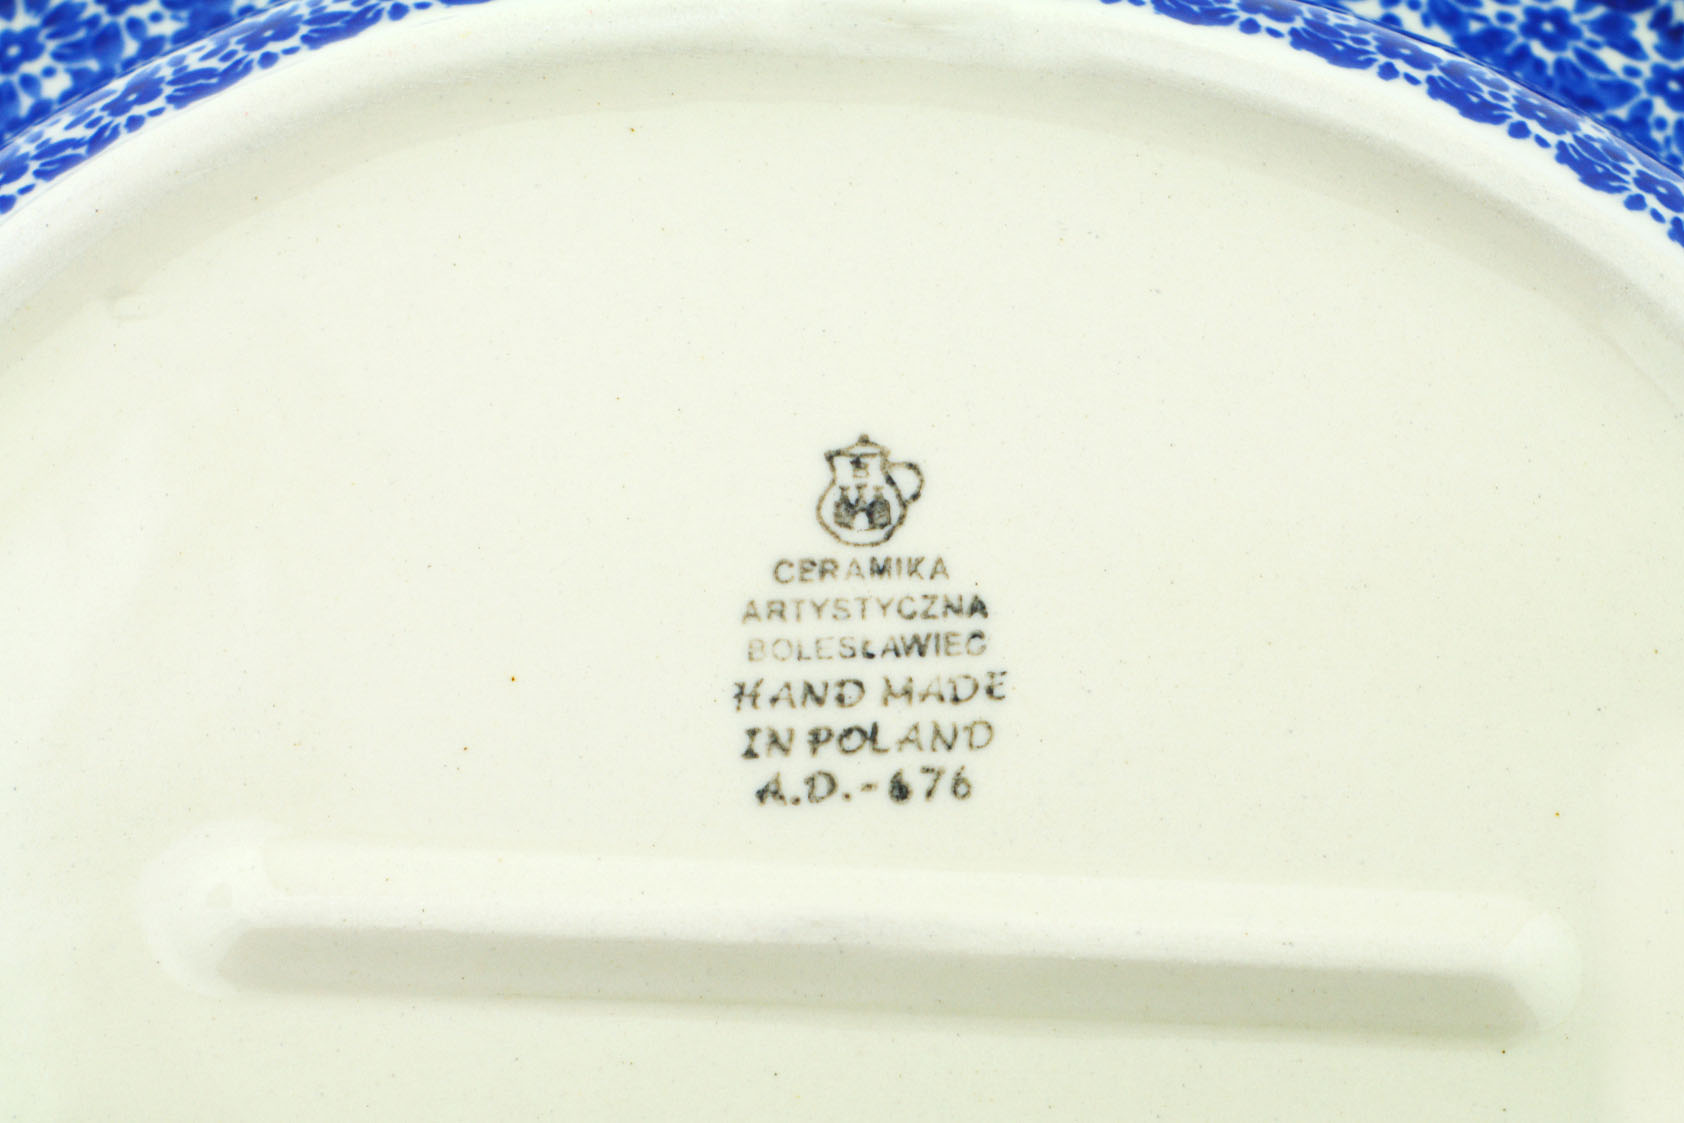 CERAMIKA
ARTYSTYCZNA
BOLESŁAWIEC
HAND MADE
IN POLAND
A.D.-676